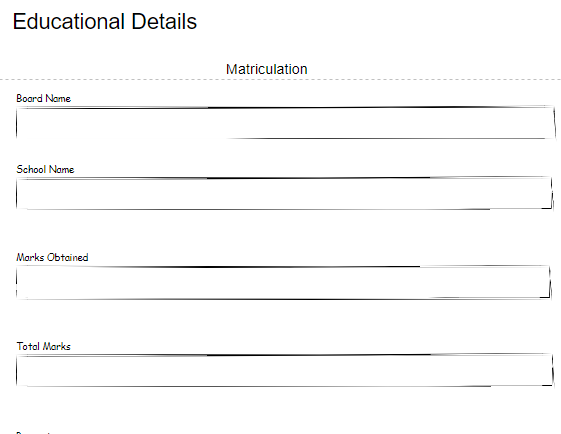 Educational Details
Matriculation
Board Name
School Name
Marks Obtained
Total Marks